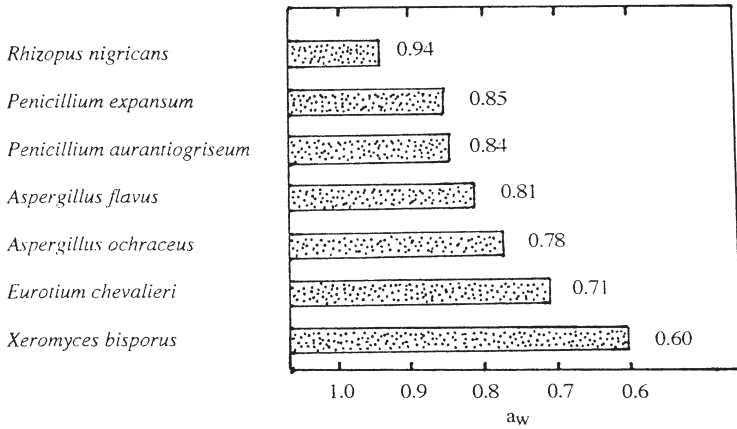 Rhizopus nigricans 0.94
Penicillium expansum 0.85
Penicillium aurantiogriseum 0.84
Aspergillus flavus 0.81
Aspergillus ochraceus 0.78
Eurotium chevalieri 0.71
Xeromyces bisporus 0.60
1.0 0.9 0.8 0.7 0.6
aw